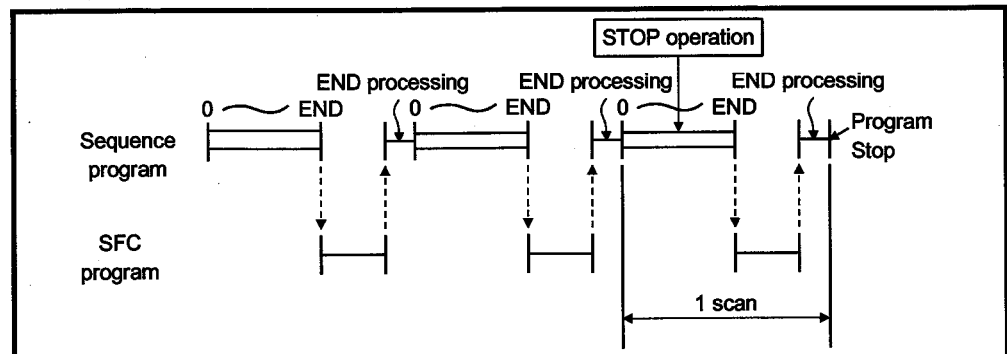 STOP operation
END processing END processing END processing
0 END 0 END 0 END
Sequence
program
Program
Stop
SFC
program
1 scan